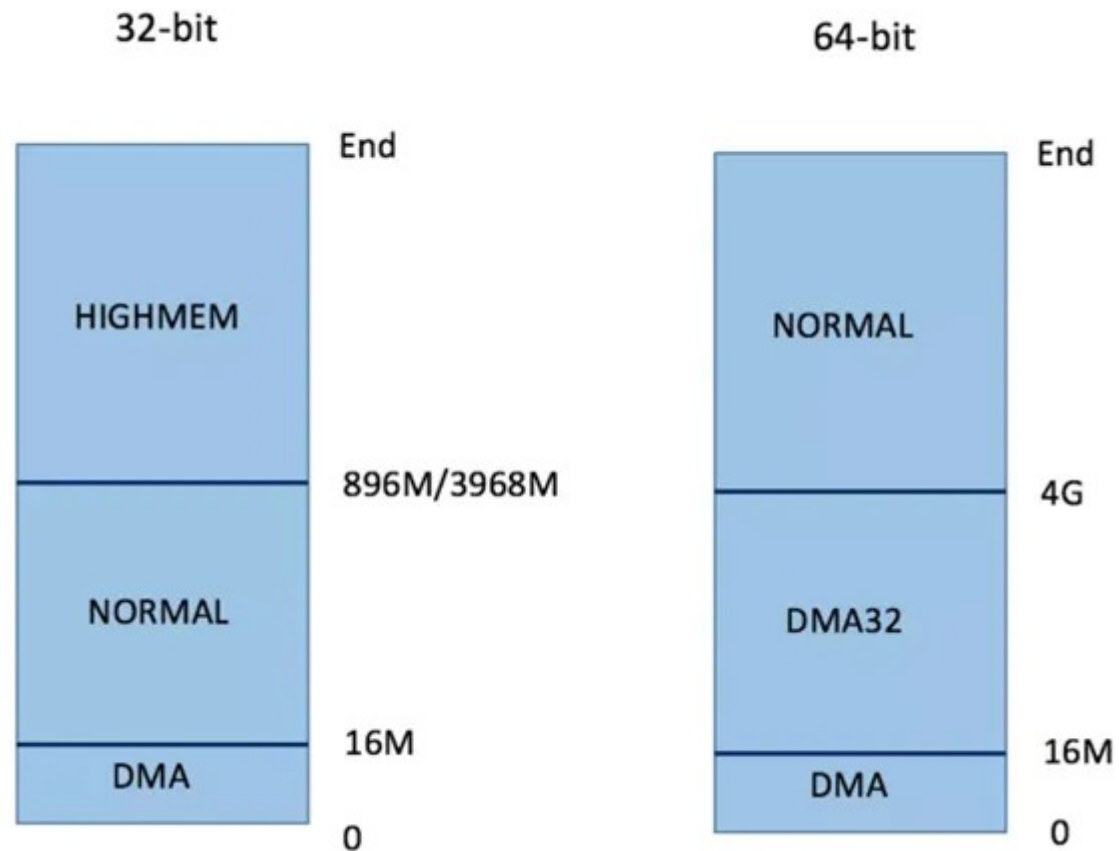 32-bit
End
HIGHMEM
896M/3968M
NORMAL
16M
DMA
0
64-bit
End
NORMAL
4G
DMA32
16M
DMA
0